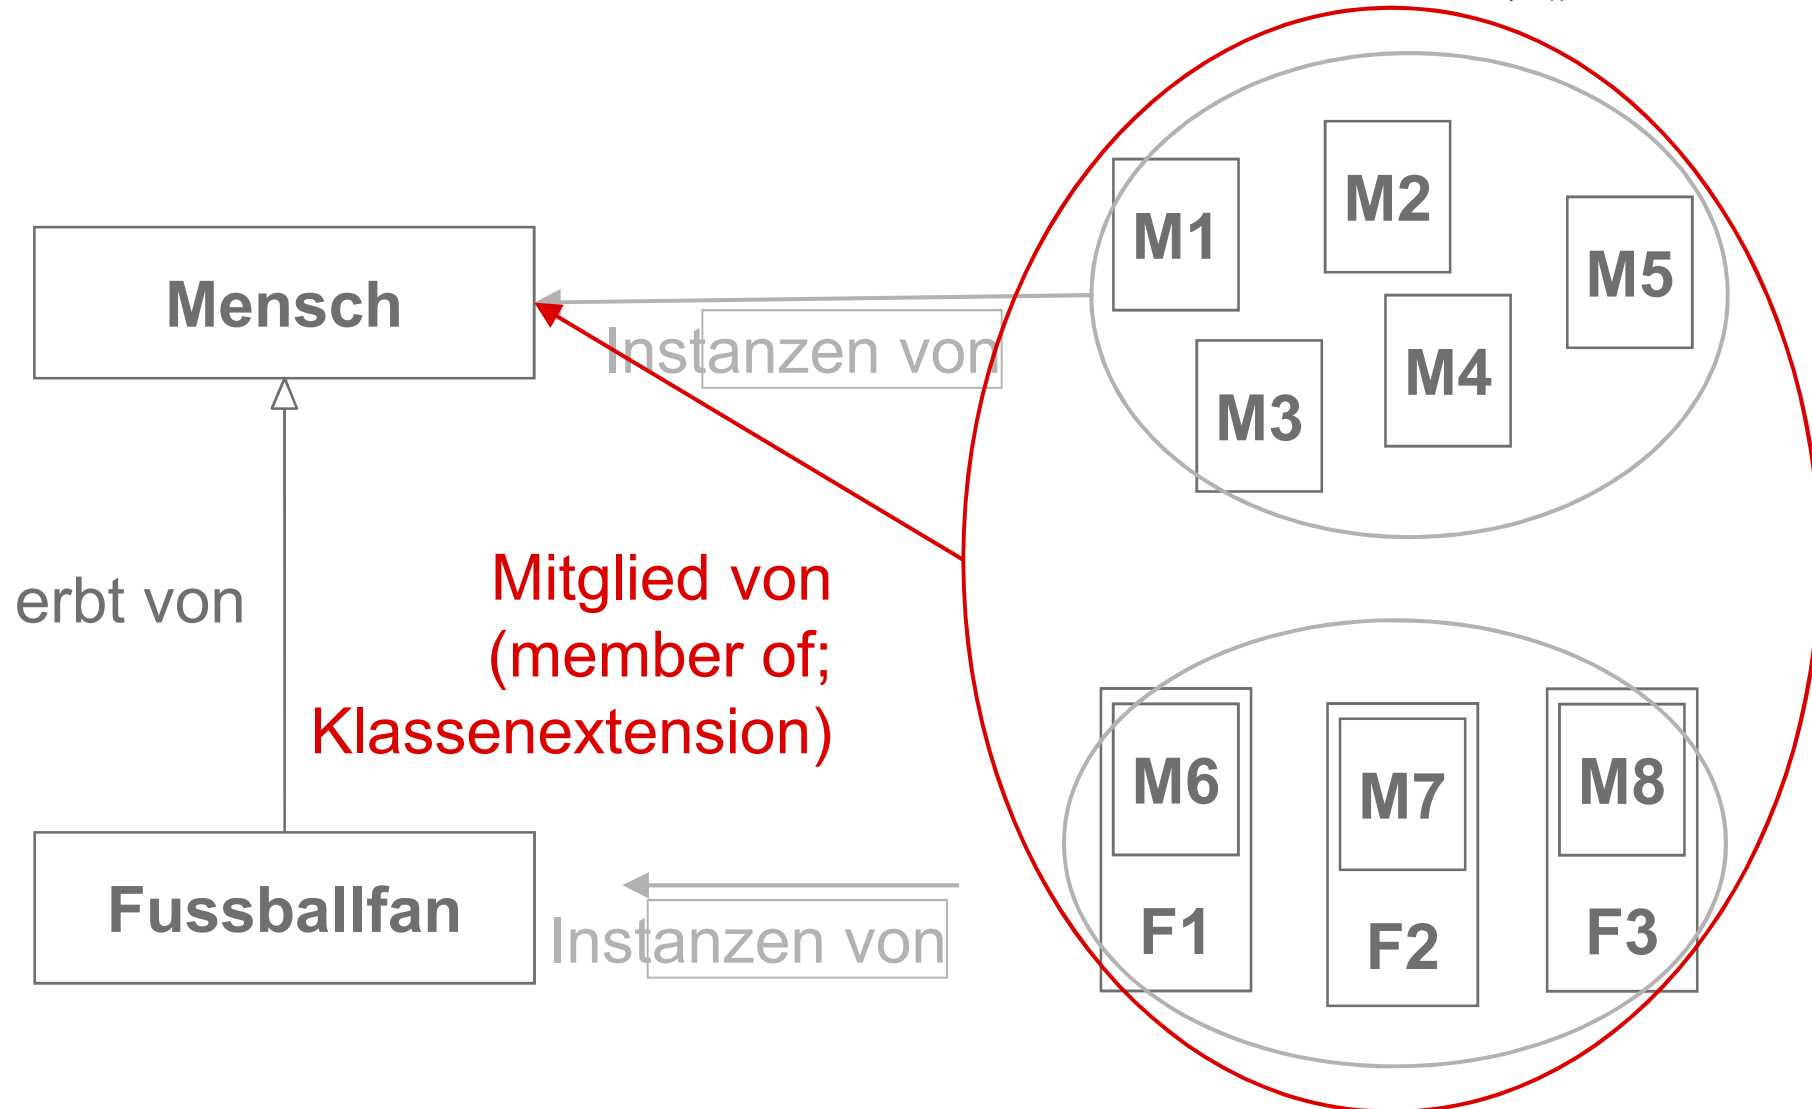 M2
M1
M5
Mensch
Instanzen von
M4
M3
Mitglied von
erbt von
(member of;
Klassenextension)
M6
M7
M8
Fussballfan
Instanzen von
F1
F2
F3